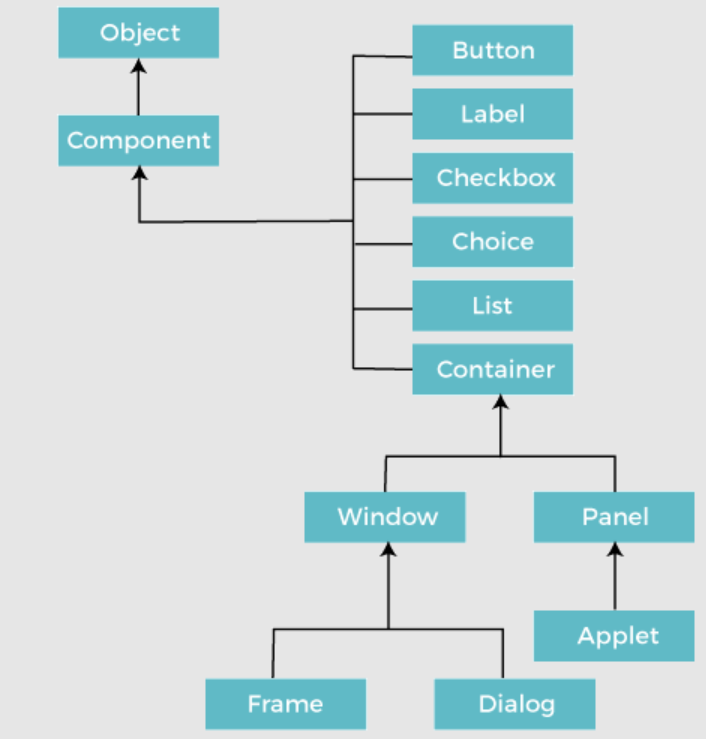 Object
Component
Button
Label
Checkbox
Choice
List
Container
Window
Panel
Applet
Frame
Dialog